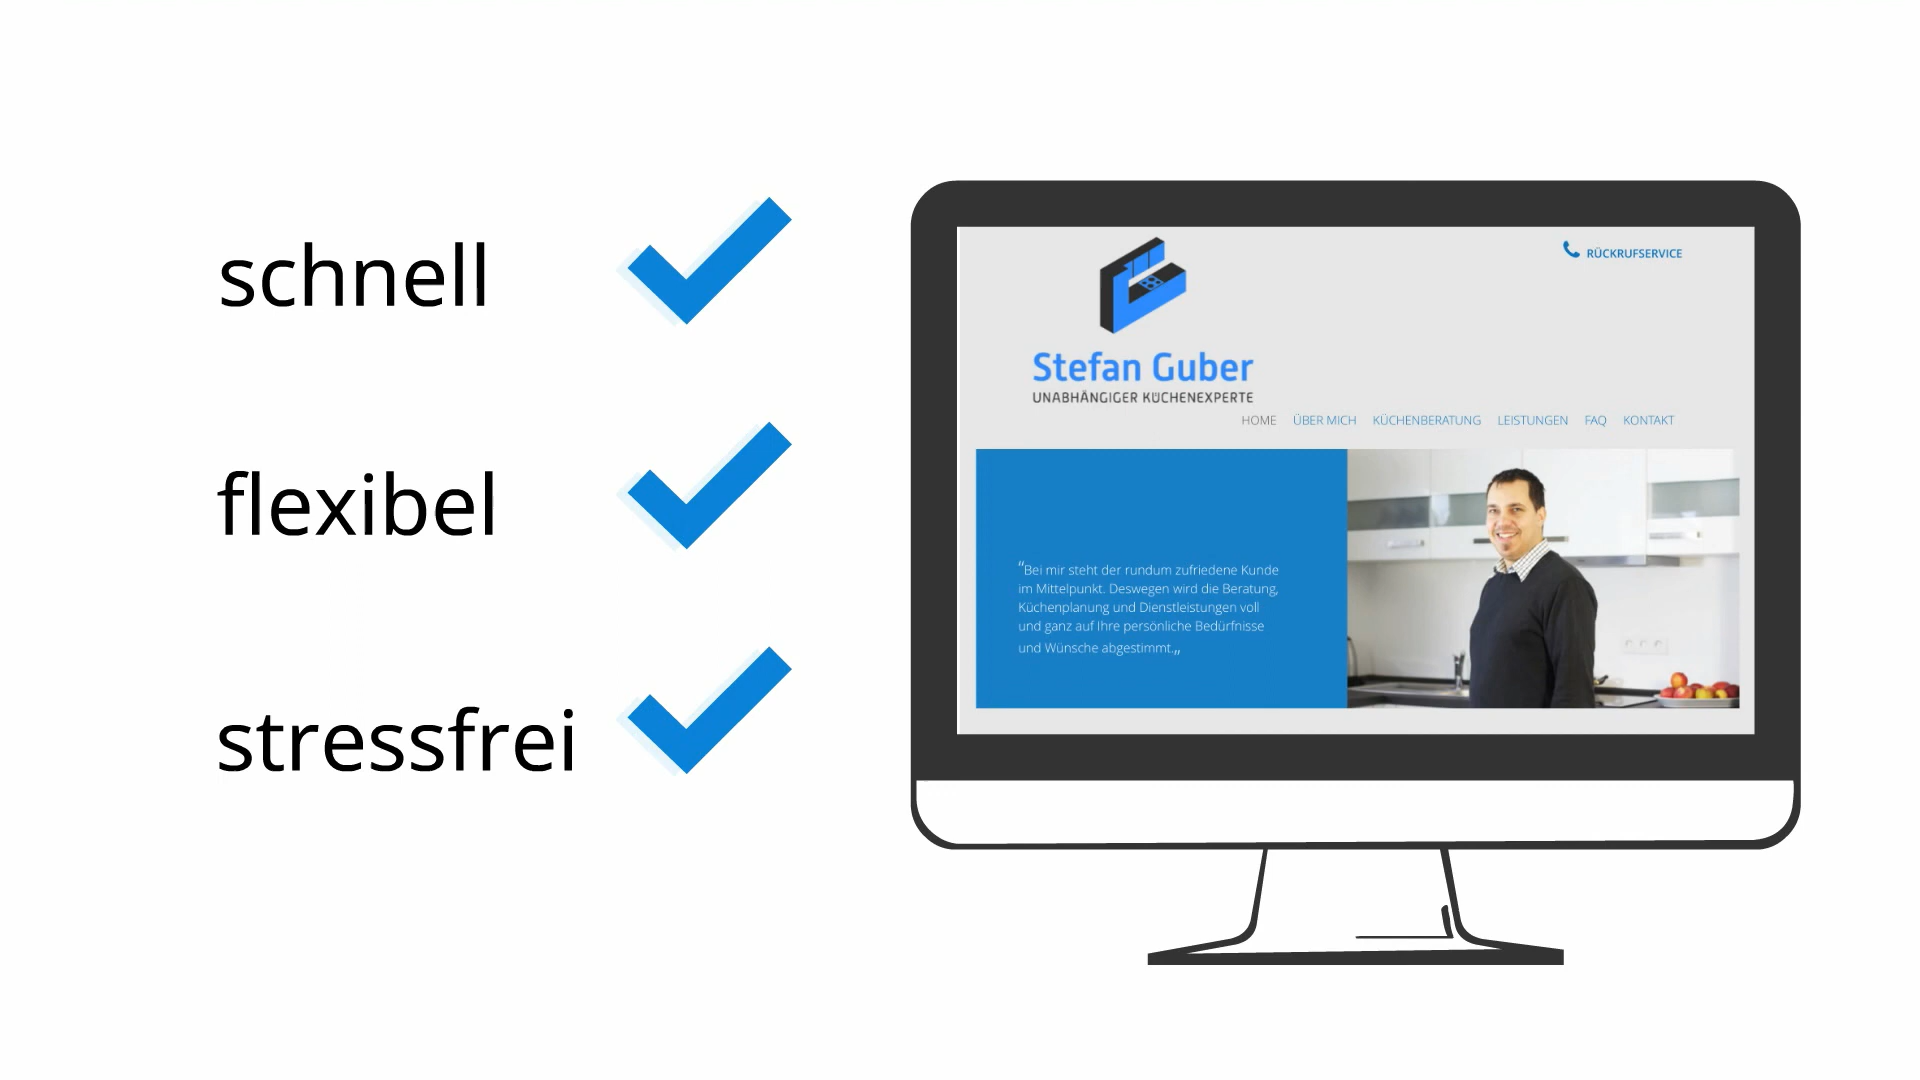 schnell
flexibel
stressfrei
RÜCKRUFSERVICE
Stefan Guber
UNABHÄNGIGER KÜCHENEXPERTE
HOME ÜBER MICH KÜCHENBERATUNG LEISTUNGEN FAQ KONTAKT
“Bei mir steht der rundum zufriedene Kunde
im Mittelpunkt. Deswegen wird die Beratung,
Küchenplanung und Dienstleistungen voll
und ganz auf Ihre persönliche Bedürfnisse
und Wünsche abgestimmt.„